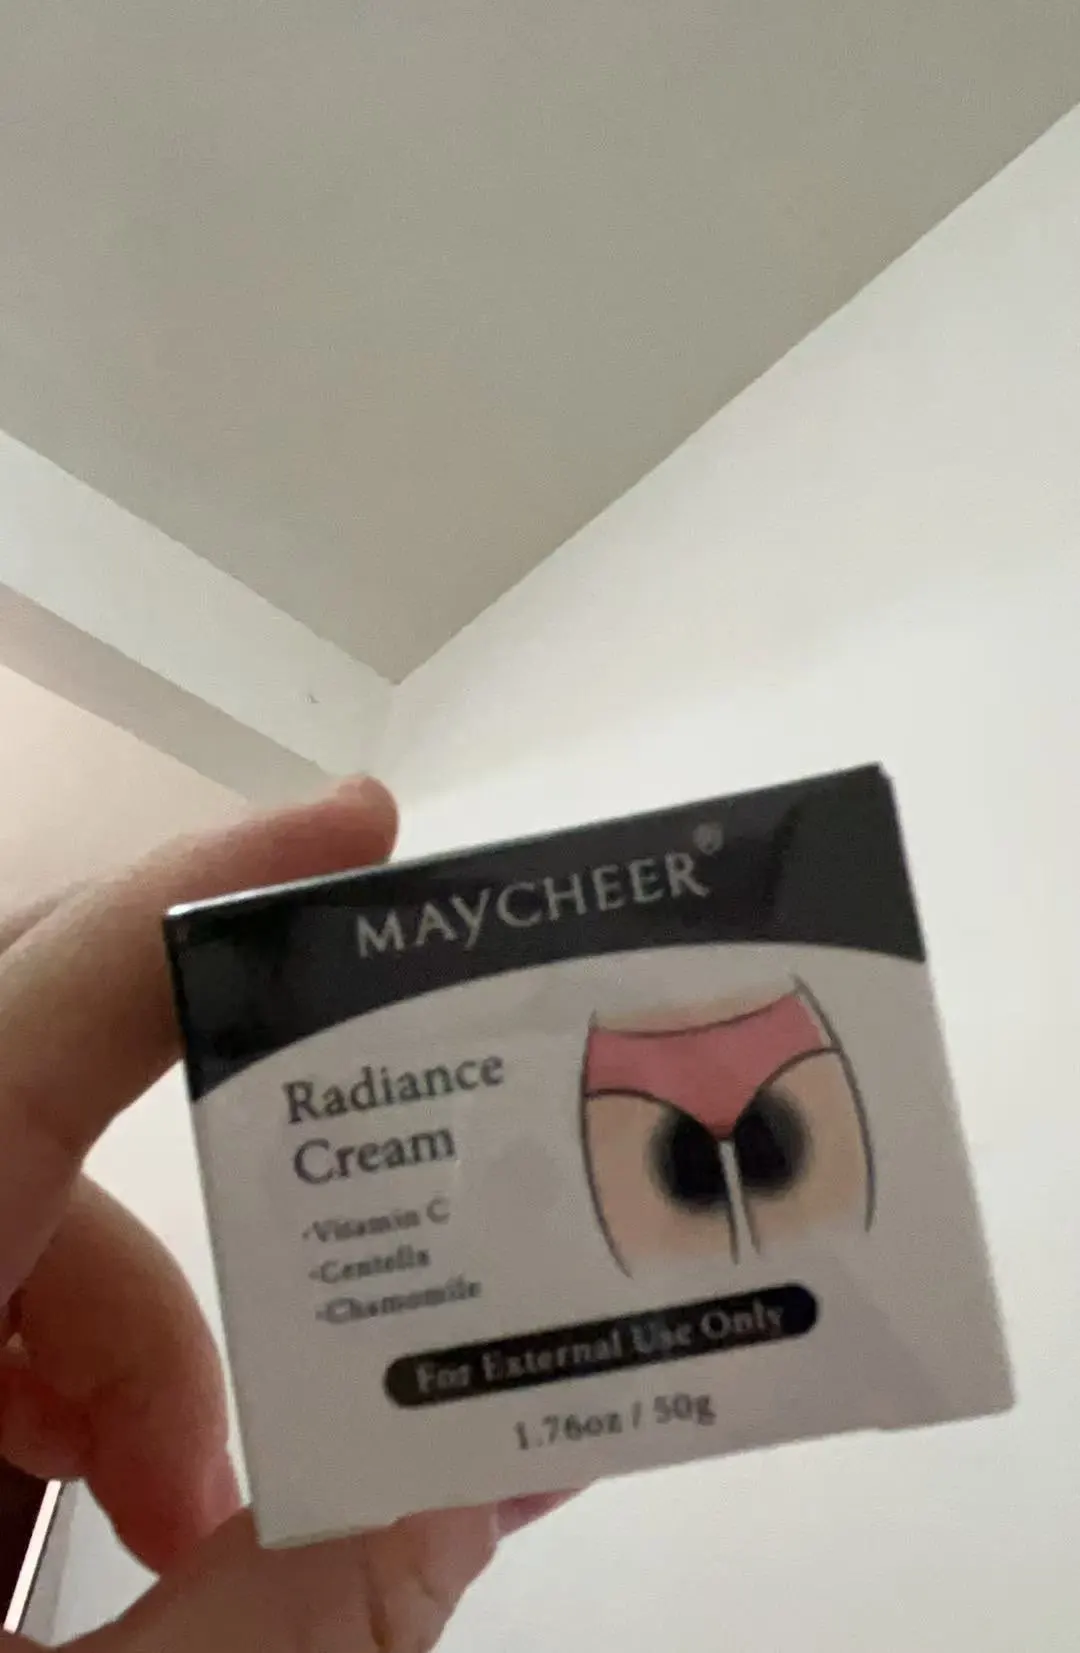 MAYCHEER®
Radiance
Cream
·Vitamin C
·Centella
·Chamomile
For External Use Only
1.76oz / 50g